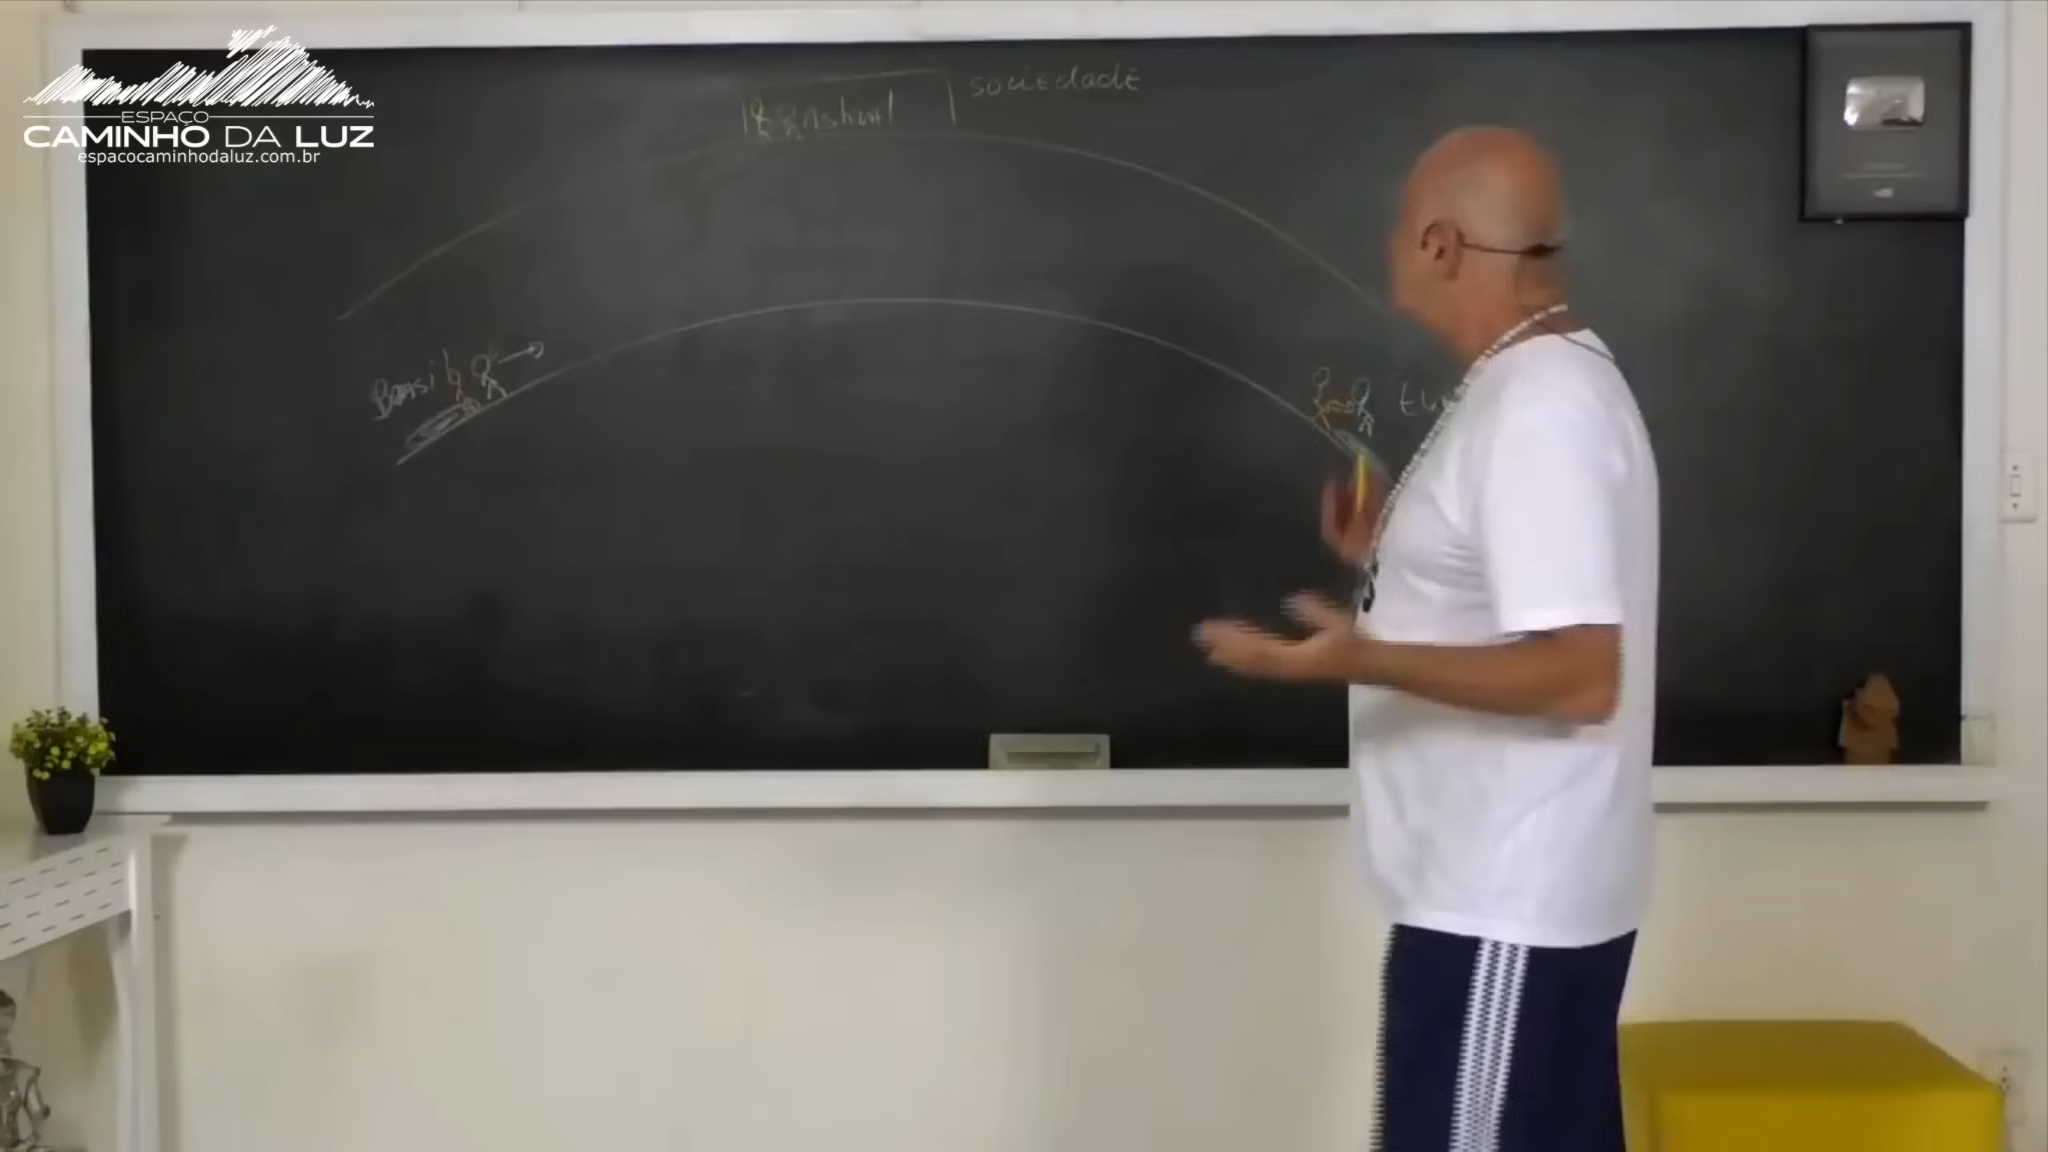 ESPAÇO
CAMINHO DA LUZ
espacocaminhodaluz.com.br
Astral
sociedade
Brasil